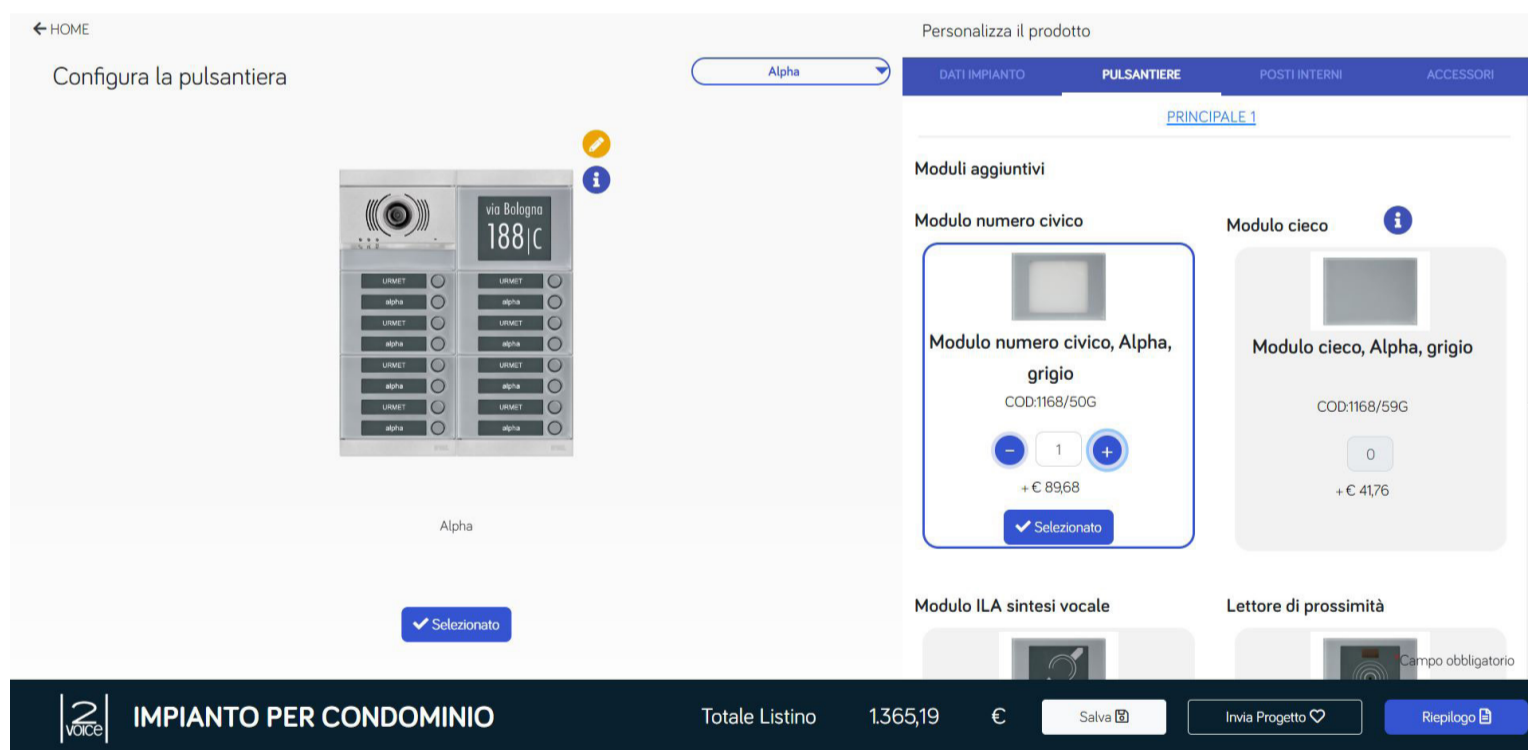 HOME
Configura la pulsantiera
Alpha
via Bologna
188|C
URMET
URMET
alpha
alpha
URMET
URMET
alpha
alpha
URMET
URMET
alpha
alpha
URMET
URMET
alpha
alpha
Alpha
Selezionato
Personalizza il prodotto
DATI IMPIANTO
PULSANTIERE
POSTI INTERNI
ACCESSORI
PRINCIPALE 1
Moduli aggiuntivi
Modulo numero civico
Modulo numero civico, Alpha,
grigio
COD:1168/50G
- 1 +
+ € 89,68
Selezionato
Modulo cieco
Modulo cieco, Alpha, grigio
COD:1168/59G
0
+ € 41,76
Modulo ILA sintesi vocale
Lettore di prossimità
*Campo obbligatorio
2 voice
IMPIANTO PER CONDOMINIO
Totale Listino 1.365,19 €
Salva
Invia Progetto
Riepilogo